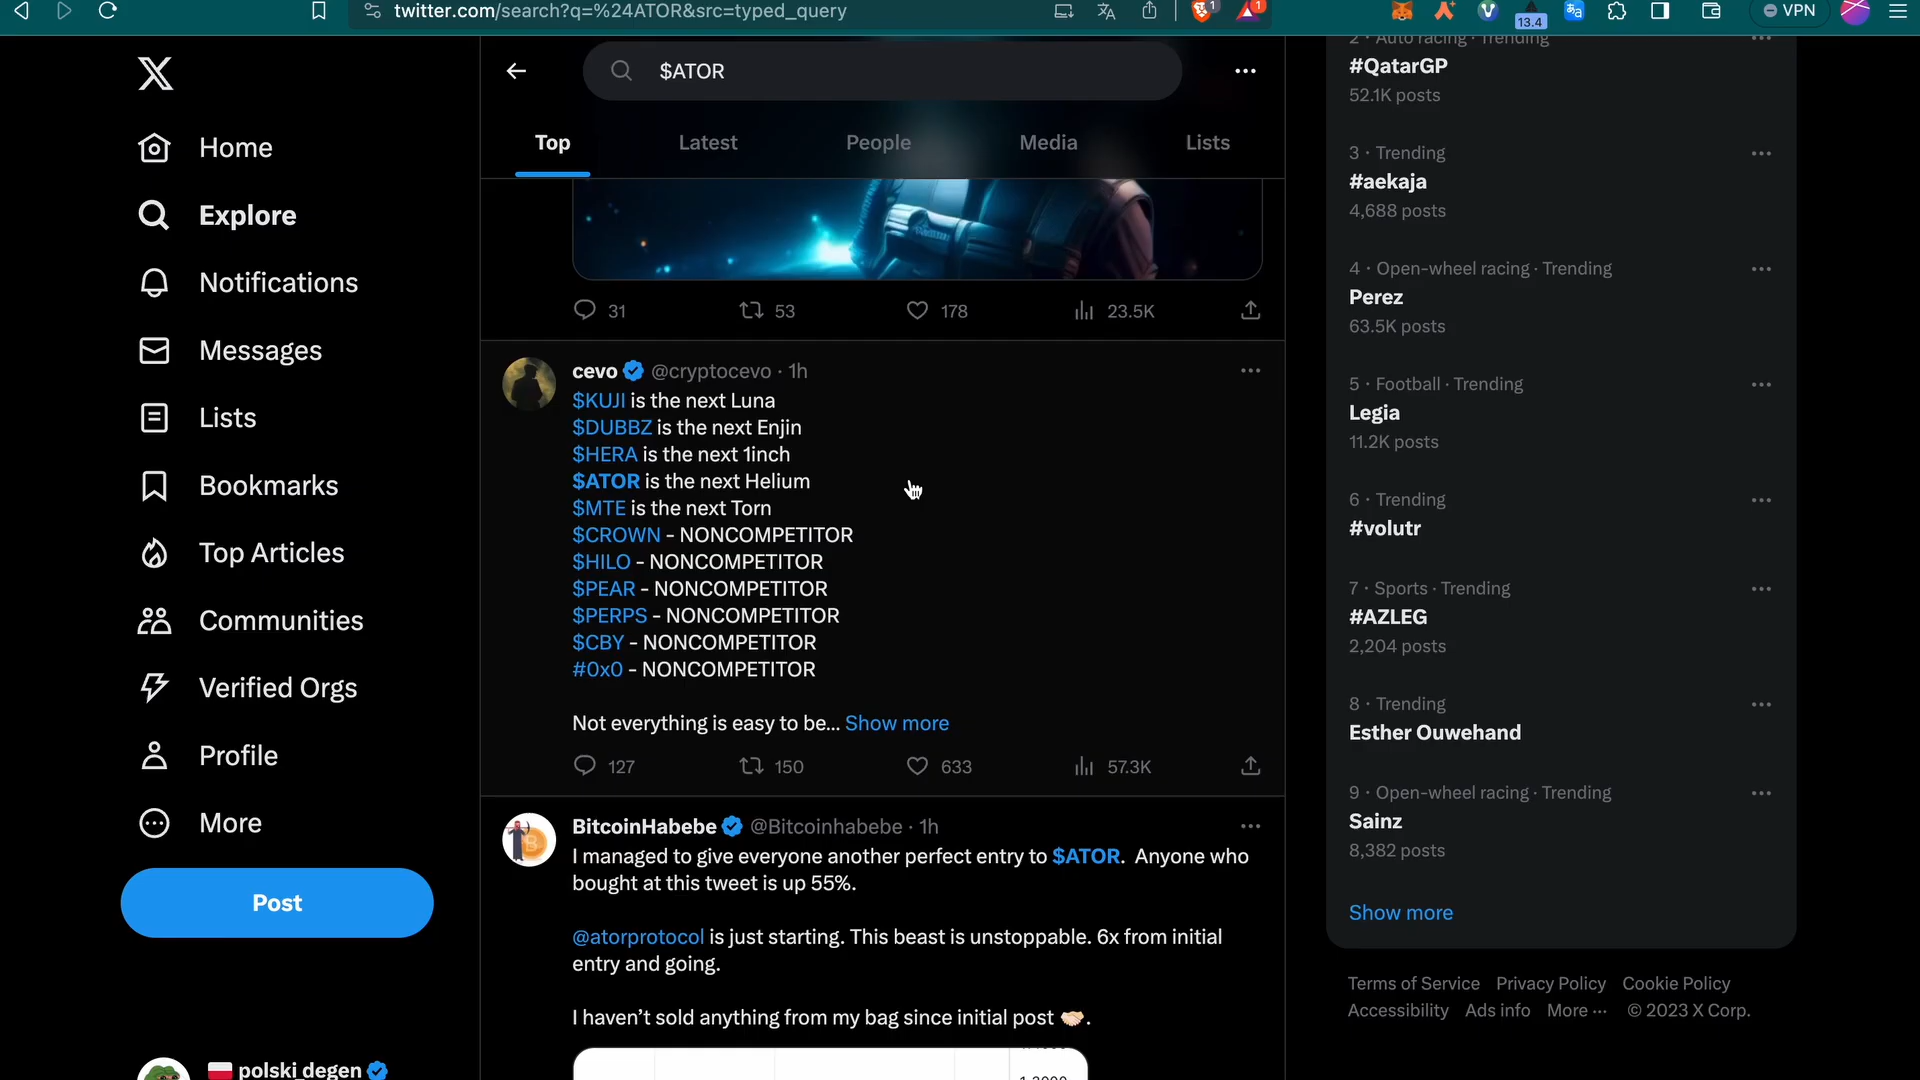 twitter.com/search?q=%24ATOR&src=typed_query
1
1
13.4
VPN
$ATOR
Top
Latest
People
Media
Lists
Home
Explore
Notifications
Messages
Lists
Bookmarks
Top Articles
Communities
Verified Orgs
Profile
More
Post
polski_degen
31
53
178
23.5K
cevo @cryptocevo · 1h
$KUJI is the next Luna
$DUBBZ is the next Enjin
$HERA is the next 1inch
$ATOR is the next Helium
$MTE is the next Torn
$CROWN - NONCOMPETITOR
$HILO - NONCOMPETITOR
$PEAR - NONCOMPETITOR
$PERPS - NONCOMPETITOR
$CBY - NONCOMPETITOR
#0x0 - NONCOMPETITOR
Not everything is easy to be... Show more
127
150
633
57.3K
BitcoinHabebe @Bitcoinhabebe · 1h
I managed to give everyone another perfect entry to $ATOR. Anyone who
bought at this tweet is up 55%.
@atorprotocol is just starting. This beast is unstoppable. 6x from initial
entry and going.
I haven't sold anything from my bag since initial post 🤝.
2 · Auto racing · Trending
#QatarGP
52.1K posts
3 · Trending
#aekaja
4,688 posts
4 · Open-wheel racing · Trending
Perez
63.5K posts
5 · Football · Trending
Legia
11.2K posts
6 · Trending
#volutr
7 · Sports · Trending
#AZLEG
2,204 posts
8 · Trending
Esther Ouwehand
9 · Open-wheel racing · Trending
Sainz
8,382 posts
Show more
Terms of Service Privacy Policy Cookie Policy
Accessibility Ads info More ··· © 2023 X Corp.